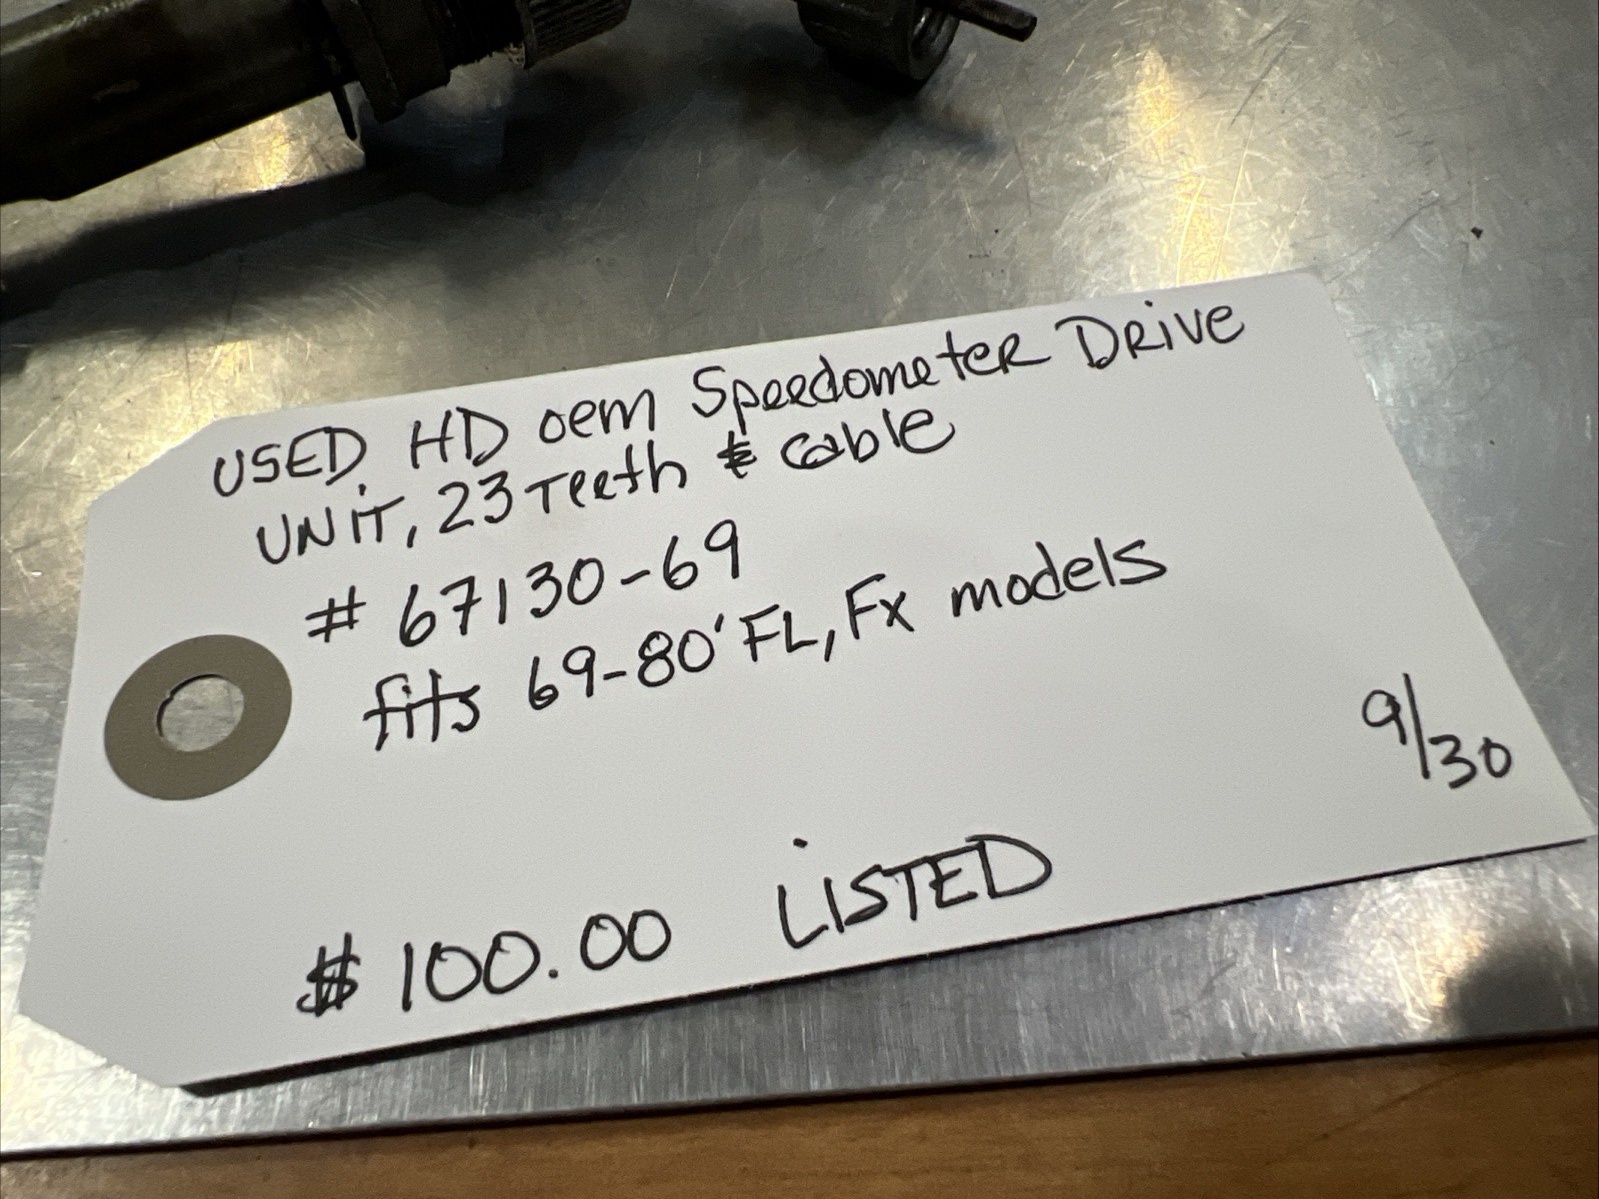 USED HD oem Speedometer Drive
UNIT, 23 Teeth & cable
# 67130-69
fits 69-80' FL, FX models
9/30
$100.00 LISTED